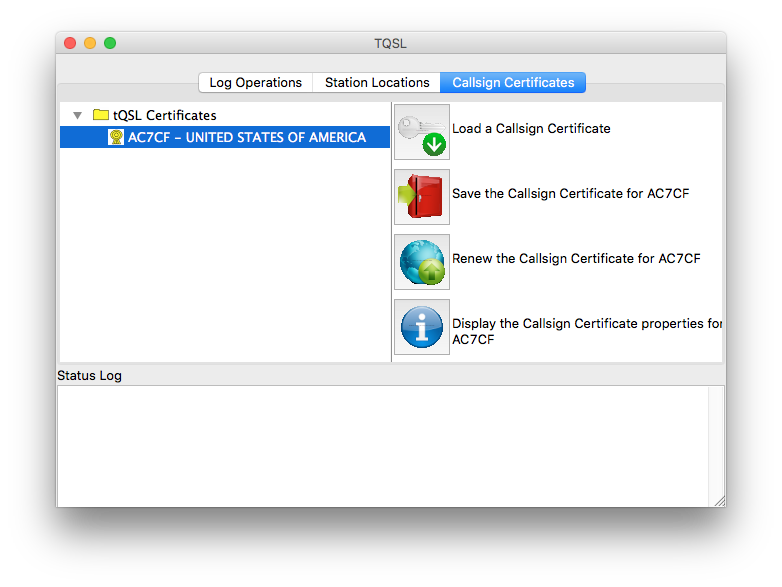 TQSL
Log Operations
Station Locations
Callsign Certificates
tQSL Certificates
AC7CF – UNITED STATES OF AMERICA
Load a Callsign Certificate
Save the Callsign Certificate for AC7CF
Renew the Callsign Certificate for AC7CF
Display the Callsign Certificate properties for
AC7CF
Status Log